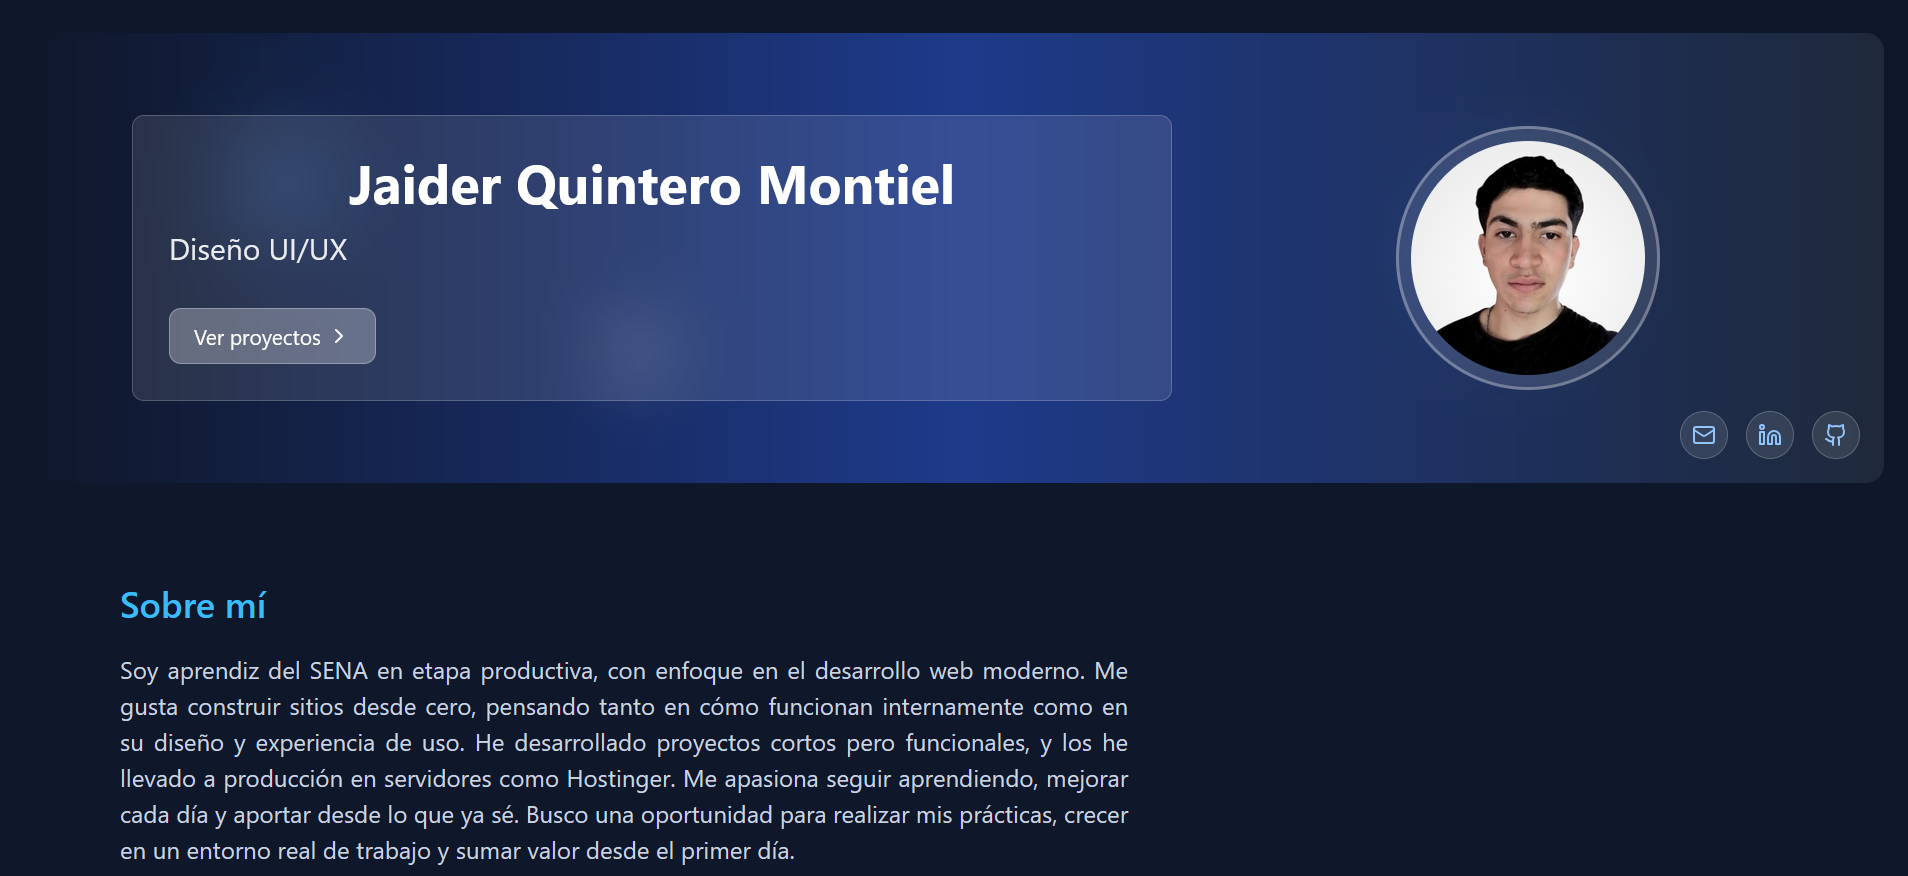 Jaider Quintero Montiel
Diseño UI/UX
Ver proyectos
Sobre mí
Soy aprendiz del SENA en etapa productiva, con enfoque en el desarrollo web moderno. Me
gusta construir sitios desde cero, pensando tanto en cómo funcionan internamente como en
su diseño y experiencia de uso. He desarrollado proyectos cortos pero funcionales, y los he
llevado a producción en servidores como Hostinger. Me apasiona seguir aprendiendo, mejorar
cada día y aportar desde lo que ya sé. Busco una oportunidad para realizar mis prácticas, crecer
en un entorno real de trabajo y sumar valor desde el primer día.